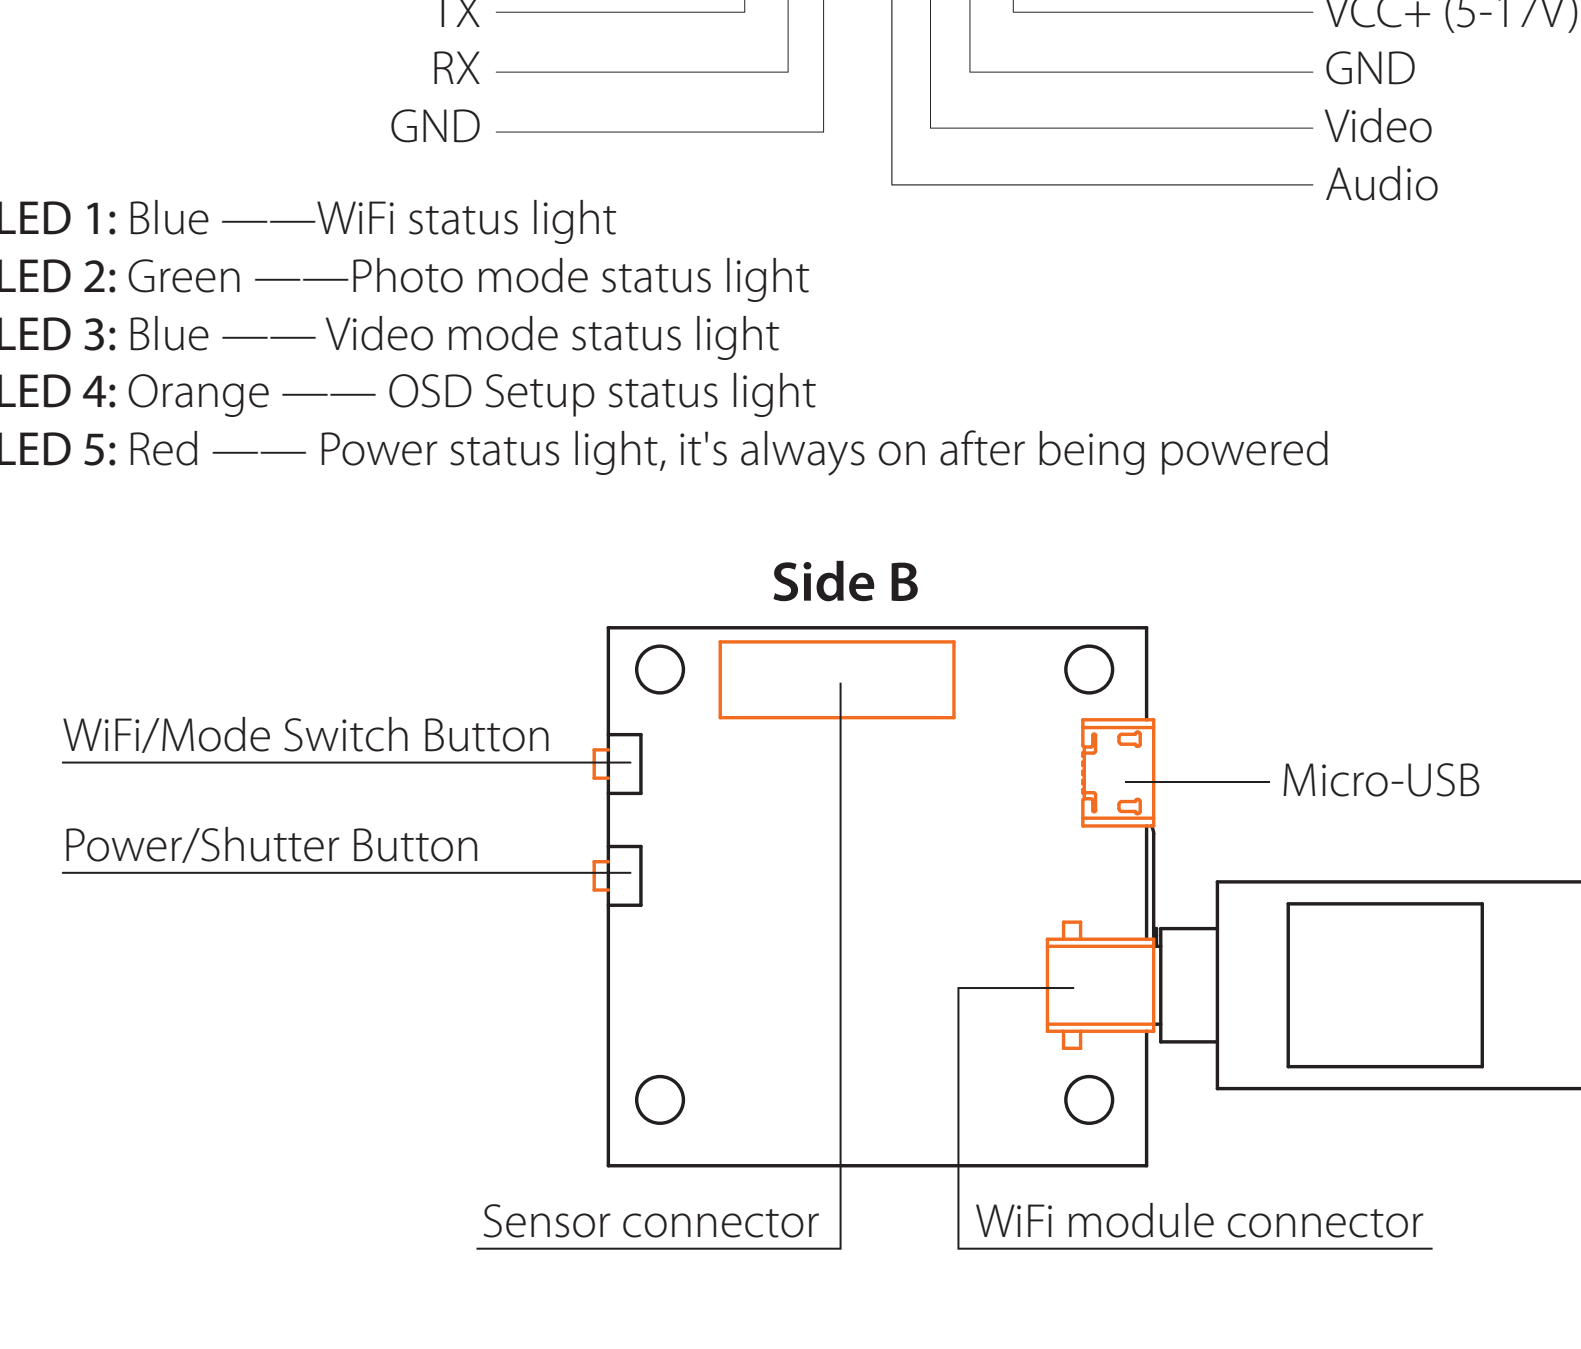 TX
VCC+ (5-17V)
RX
GND
GND
Video
Audio
LED 1: Blue ——WiFi status light
LED 2: Green ——Photo mode status light
LED 3: Blue —— Video mode status light
LED 4: Orange —— OSD Setup status light
LED 5: Red —— Power status light, it's always on after being powered
Side B
WiFi/Mode Switch Button
Micro-USB
Power/Shutter Button
Sensor connector
WiFi module connector